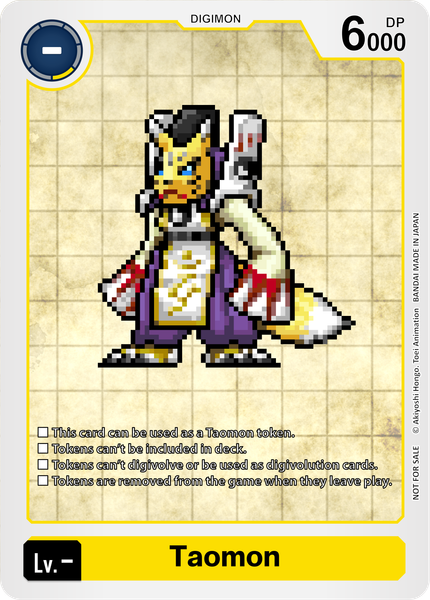 DIGIMON
-
DP
6000
□ This card can be used as a Taomon token.
□ Tokens can't be included in deck.
□ Tokens can't digivolve or be used as digivolution cards.
□ Tokens are removed from the game when they leave play.
NOT FOR SALE © Akiyoshi Hongo, Toei Animation BANDAI MADE IN JAPAN
Lv.-
Taomon